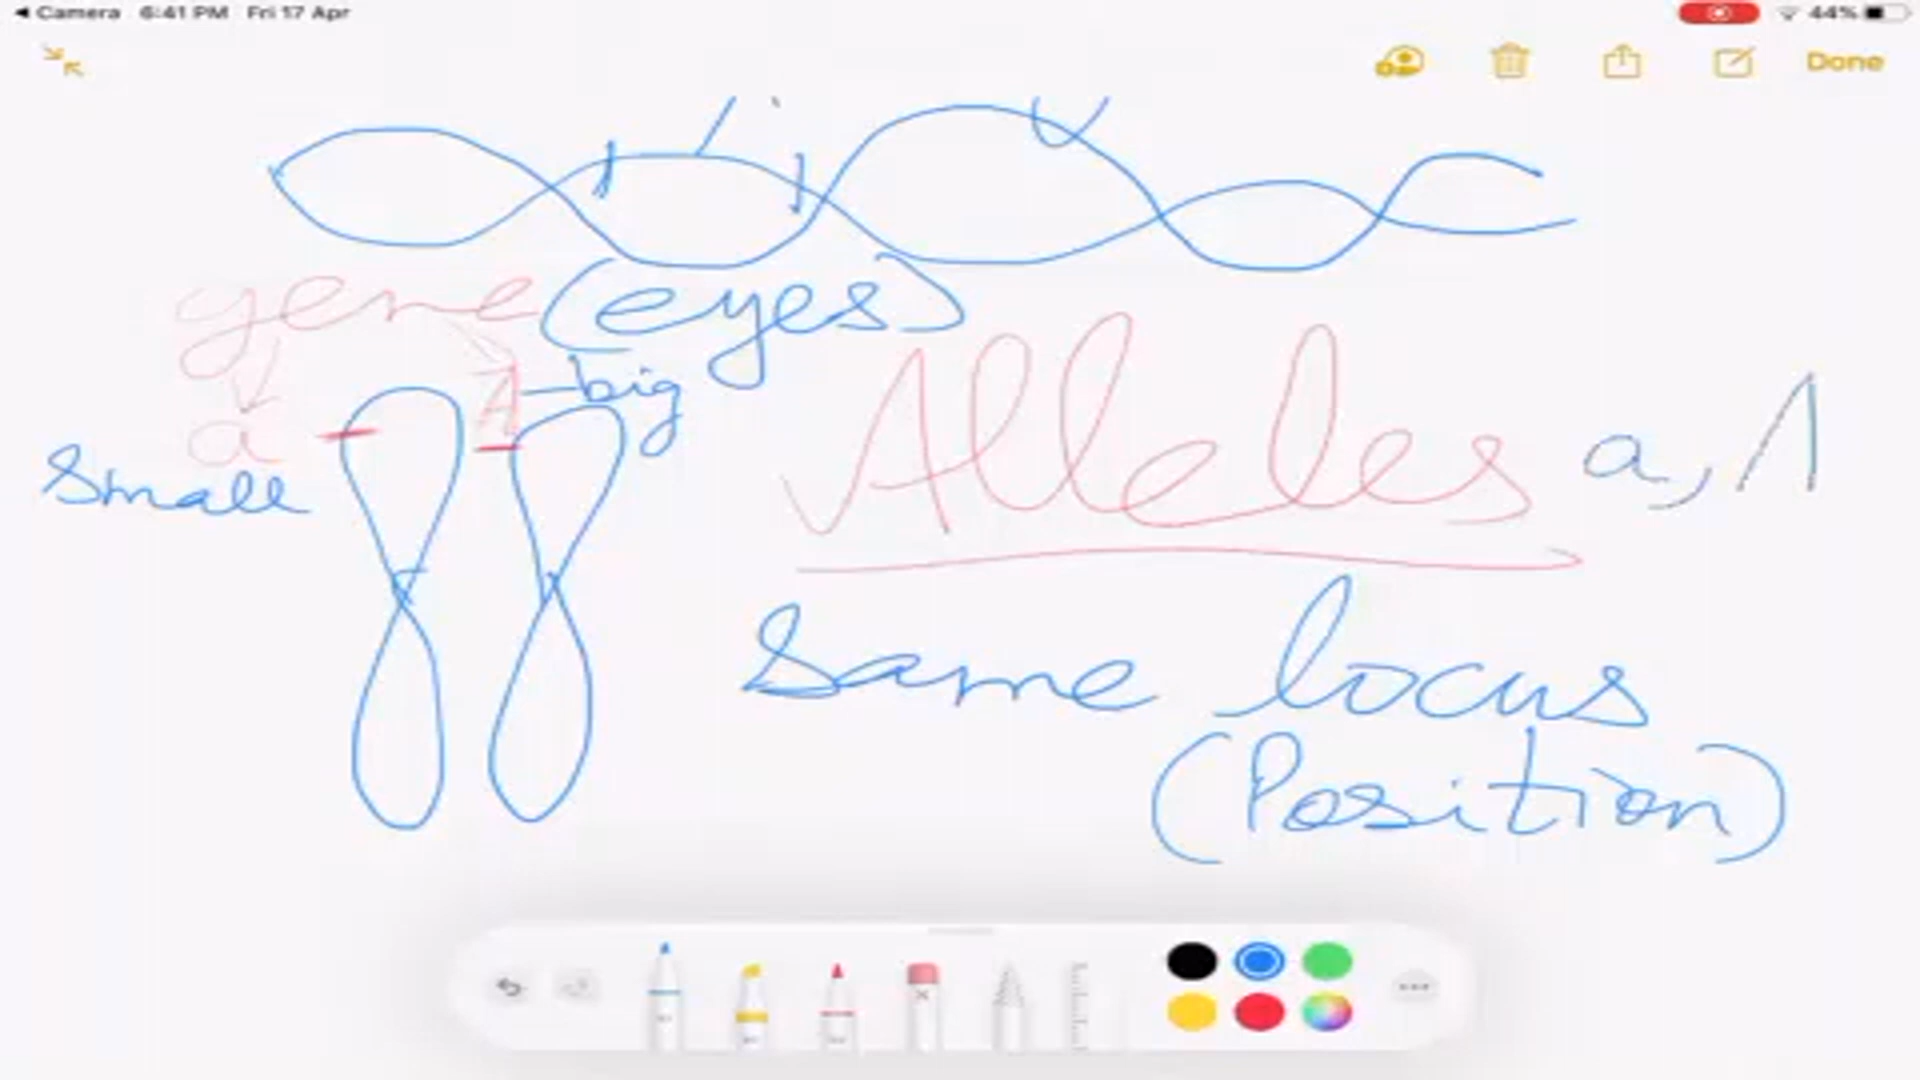 Camera 6:41 PM Fri 17 Apr 44%
Done
gene (eyes)
a A big
Small
Alleles a,
Same locus
(Position)